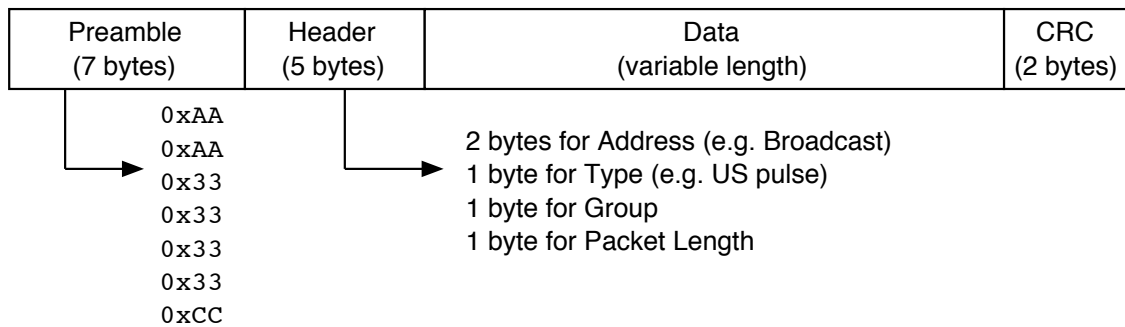 Preamble
(7 bytes)
Header
(5 bytes)
Data
(variable length)
CRC
(2 bytes)
0xAA
0xAA
0x33
0x33
0x33
0x33
0xCC
2 bytes for Address (e.g. Broadcast)
1 byte for Type (e.g. US pulse)
1 byte for Group
1 byte for Packet Length